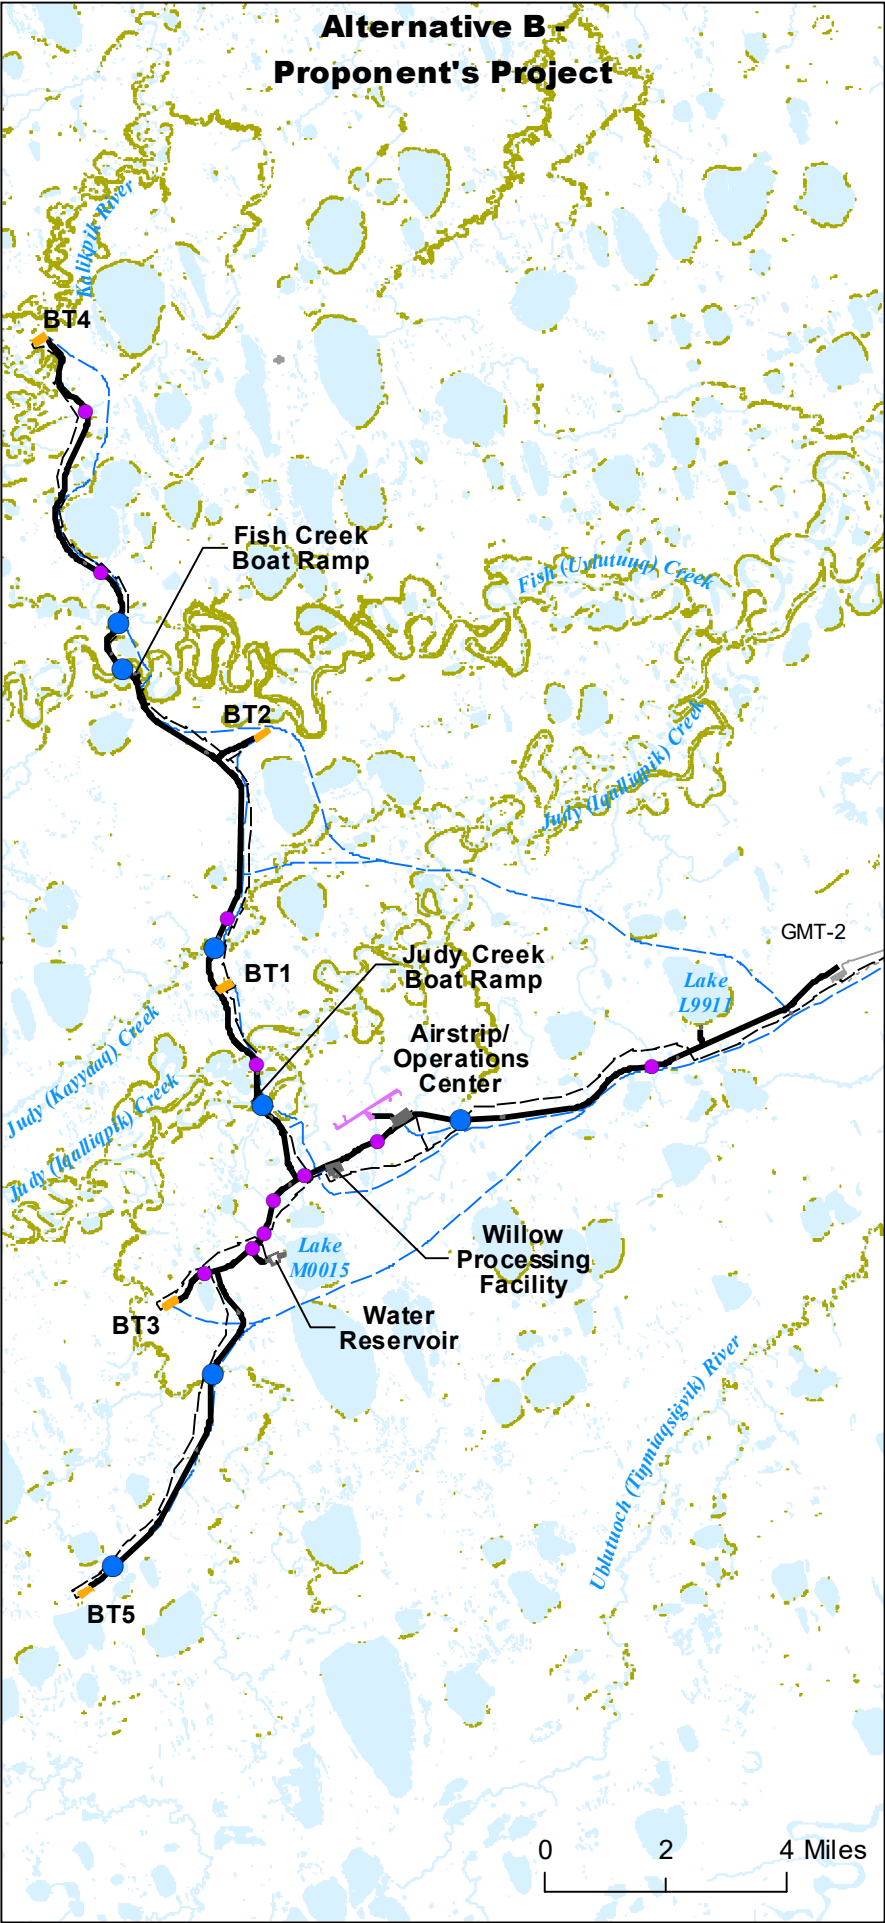 Alternative B -
Proponent's Project
Kalikpik River
BT4
Fish Creek
Boat Ramp
Fish (Uvlutuuq) Creek
BT2
Judy (Iqalliqpik) Creek
GMT-2
Judy Creek
Boat Ramp
BT1
Lake
L9911
Airstrip/
Operations
Center
Judy (Kayyaaq) Creek
Judy (Iqalliqpik) Creek
Willow
Processing
Facility
Lake
M0015
Water
Reservoir
BT3
Ublutuoch (Tiŋmiaqsiġvik) River
BT5
0 2 4 Miles